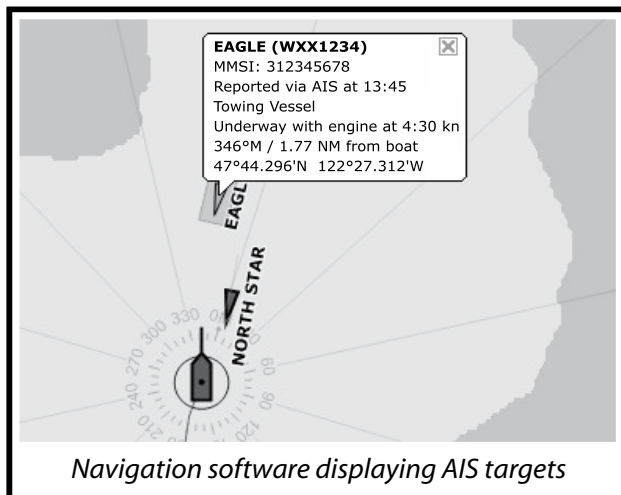 EAGLE (WXX1234)
MMSI: 312345678
Reported via AIS at 13:45
Towing Vessel
Underway with engine at 4:30 kn
346°M / 1.77 NM from boat
47°44.296'N 122°27.312'W
EAGL
NORTH STAR
330
300
270
240
210
60
90
120
Navigation software displaying AIS targets